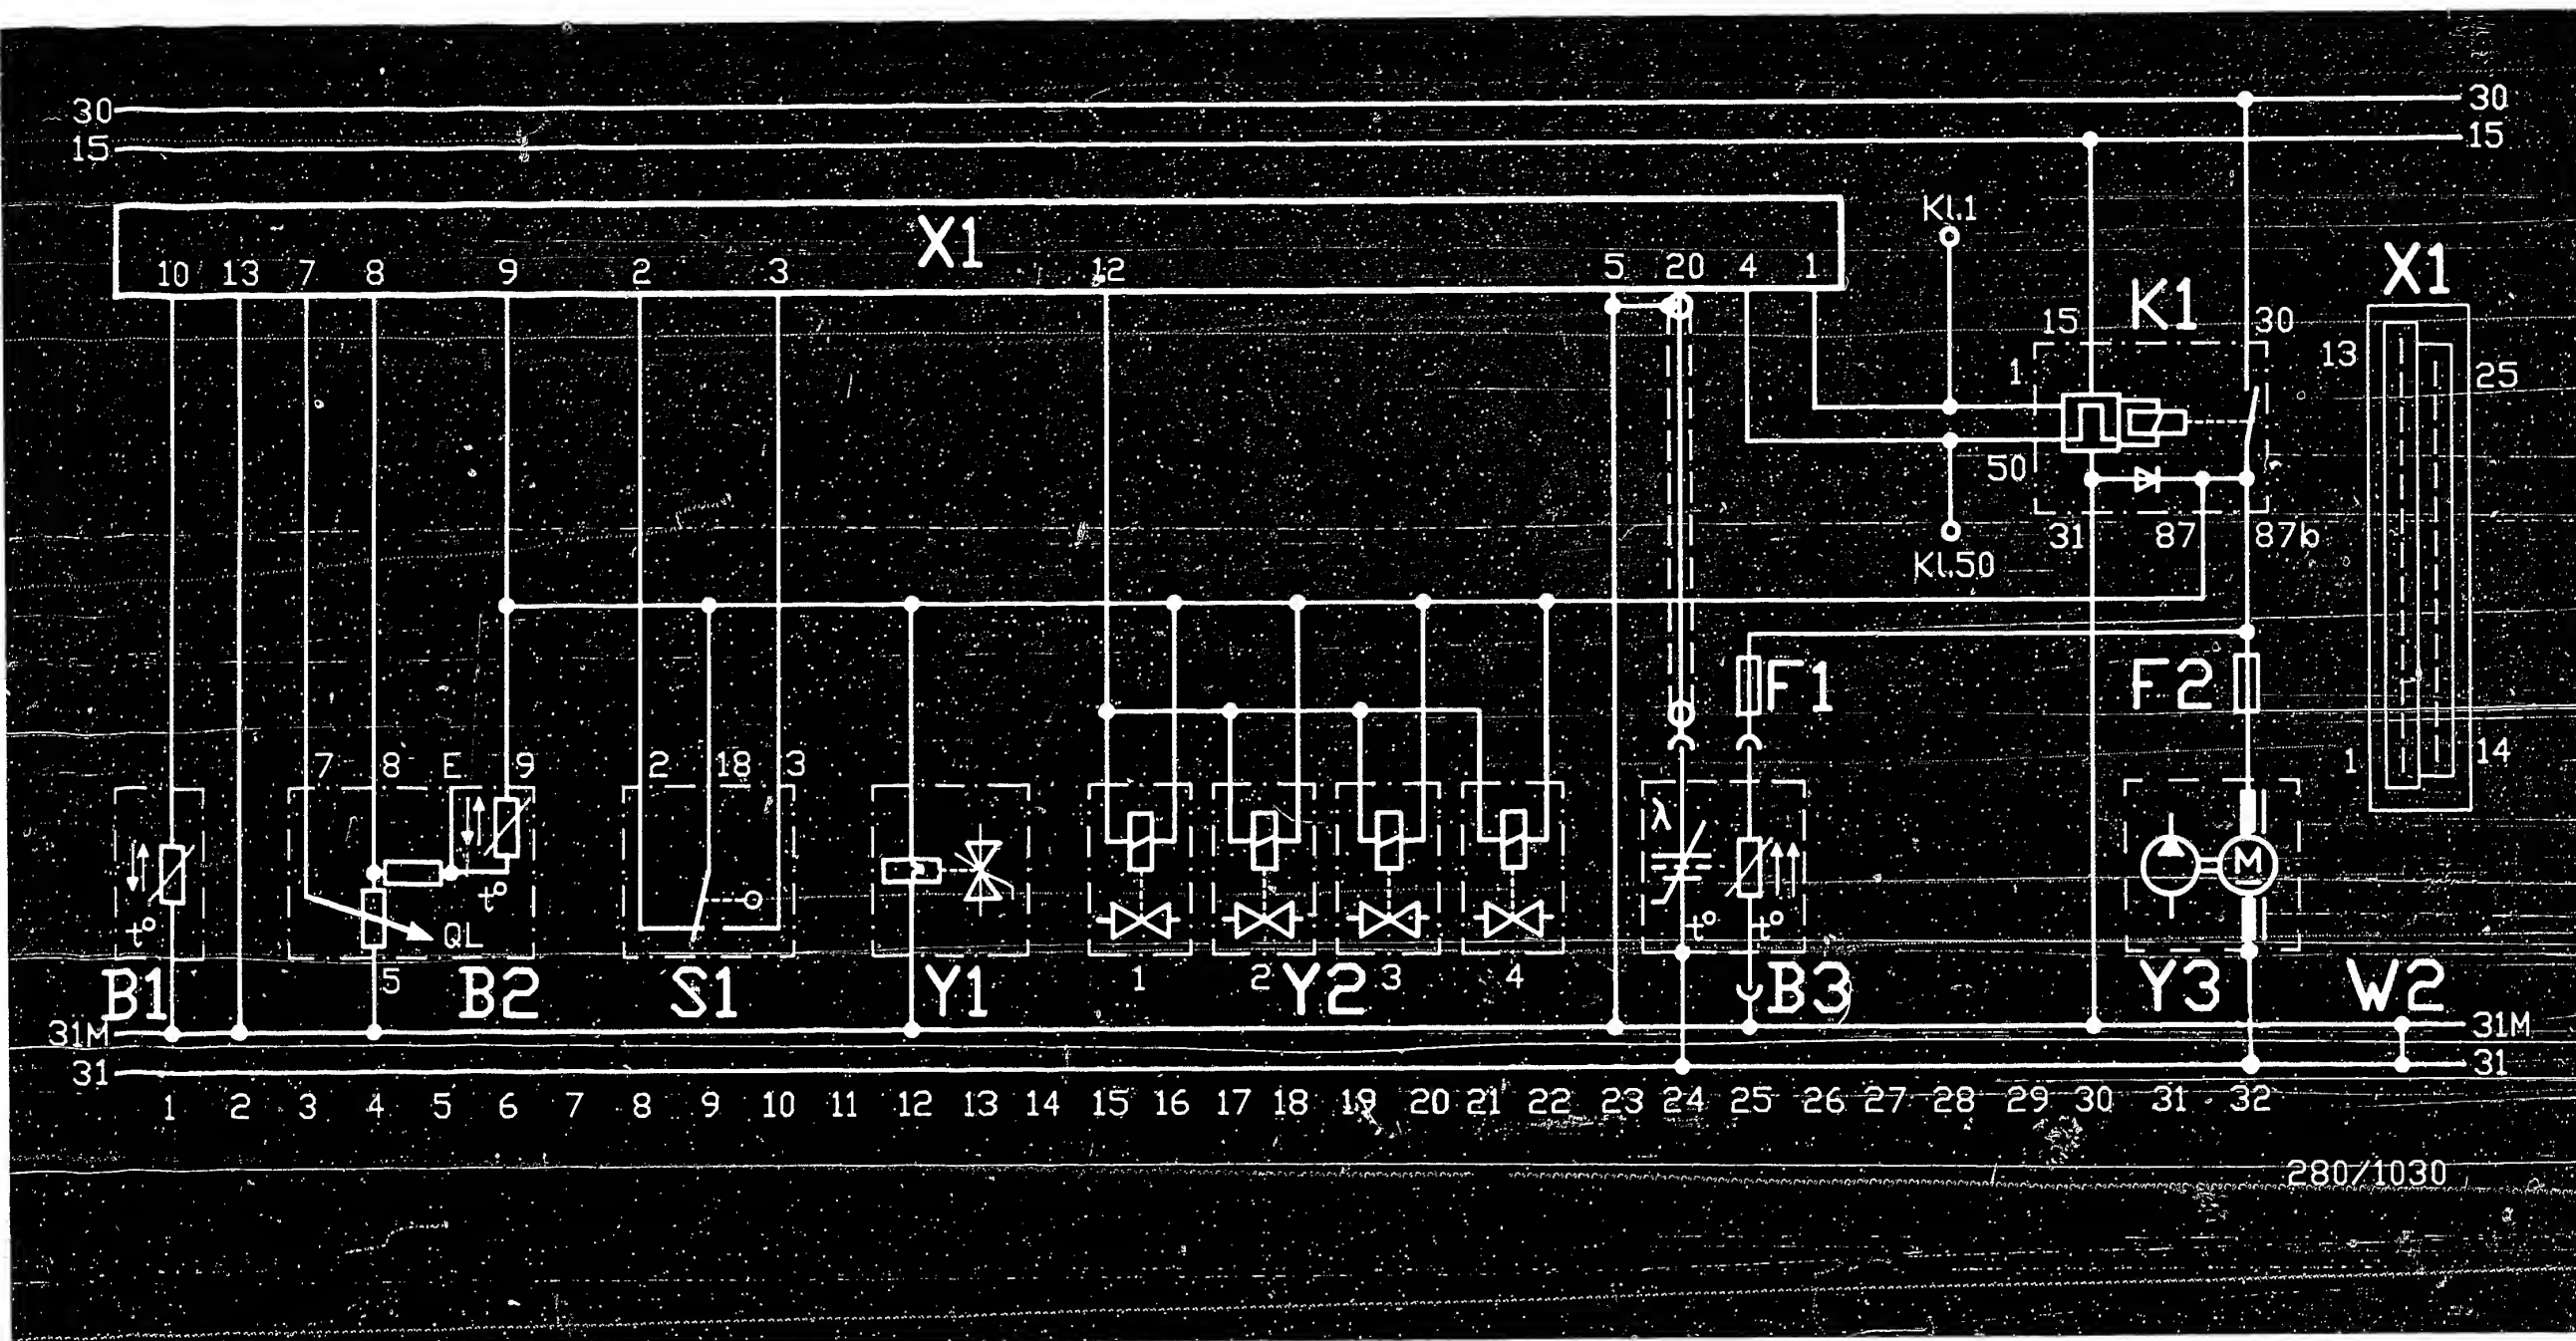 30 30
15 15
Kl.1
X1
10 13 7 8 9 2 3 12 5 20 4 1
X1
K1
15 30
13
1
25
50
31 87 87b
Kl.50
F1 F2
7 8 E 9 2 18 3
1 14
λ
M
t° QL t° t° t°
5 1 2 3 4
B1 B2 S1 Y1 Y2 B3 Y3 W2
31M 31M
31 31
1 2 3 4 5 6 7 8 9 10 11 12 13 14 15 16 17 18 19 20 21 22 23 24 25 26 27 28 29 30 31 32
280/1030